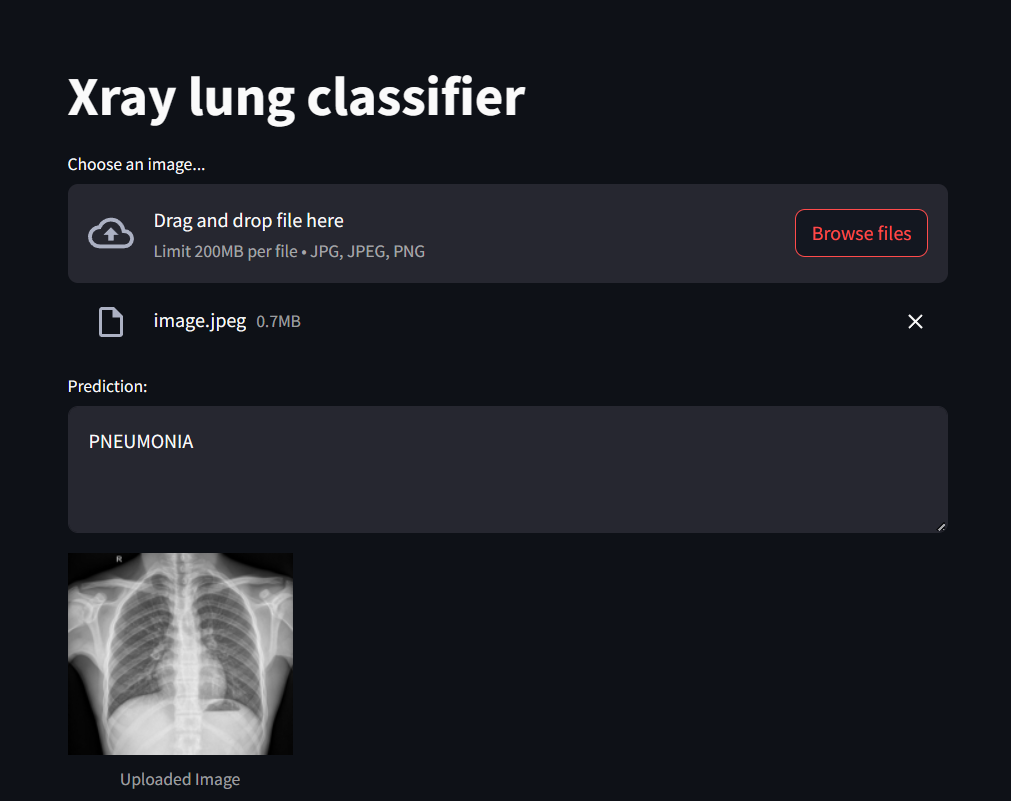 Xray lung classifier
Choose an image...
Drag and drop file here
Limit 200MB per file • JPG, JPEG, PNG
Browse files
image.jpeg 0.7MB
Prediction:
PNEUMONIA
R
Uploaded Image